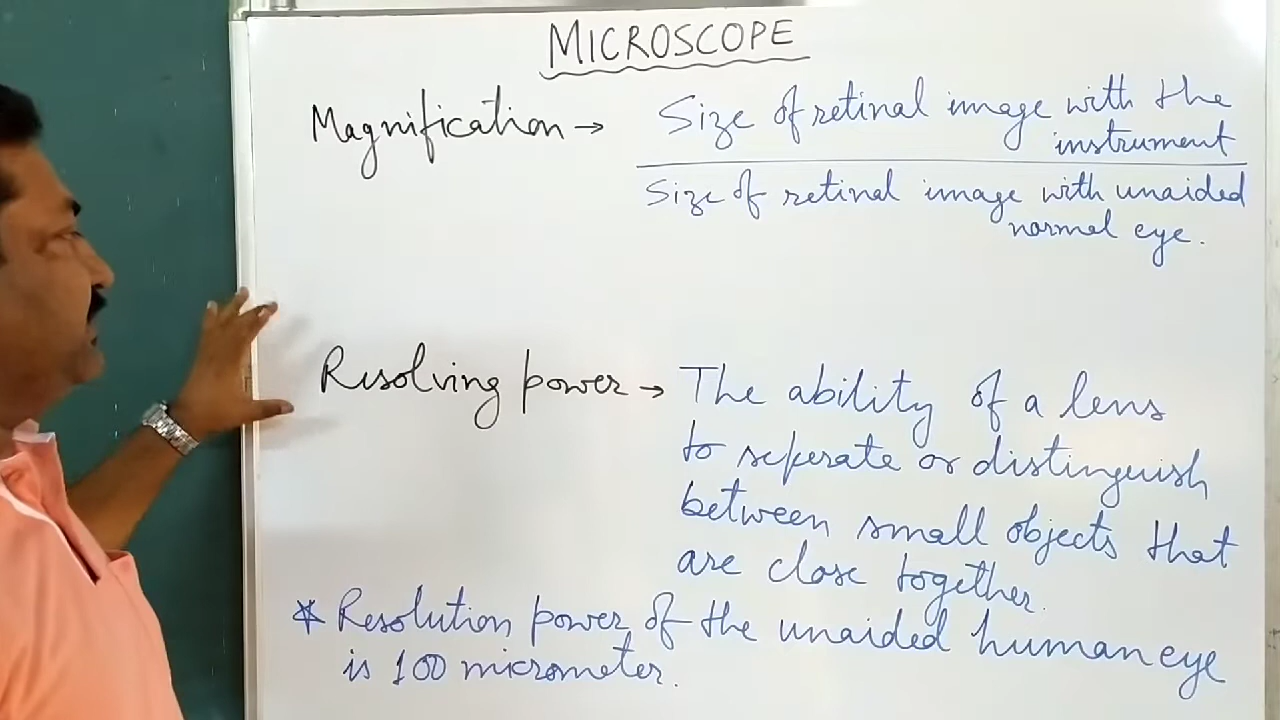 MICROSCOPE
Magnification → Size of retinal image with the
instrument
Size of retinal image with unaided
normal eye.
Resolving power → The ability of a lens
to seperate or distinguish
between small objects that
are close together.
* Resolution power of the unaided human eye
is 100 micrometer.